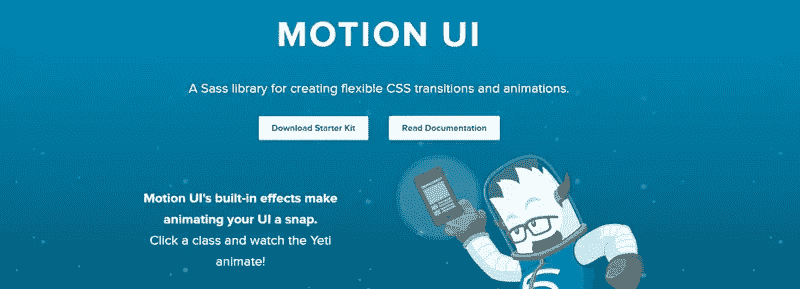 MOTION UI
A Sass library for creating flexible CSS transitions and animations.
Download Starter Kit
Read Documentation
Motion UI's built-in effects make
animating your UI a snap.
Click a class and watch the Yeti
animate!